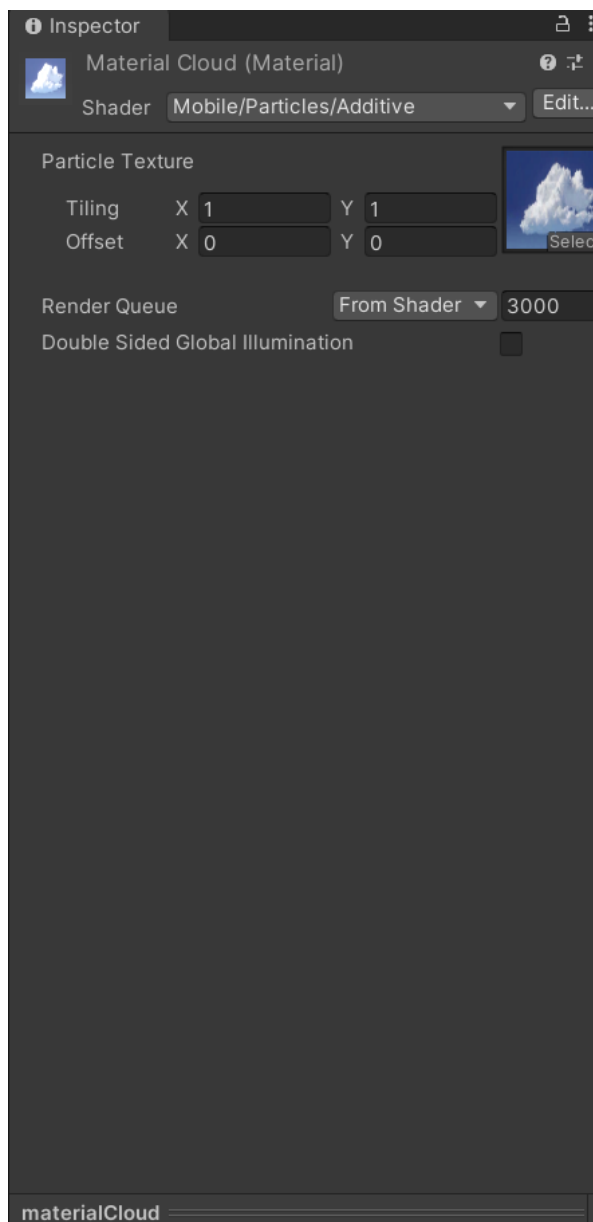 Inspector
Material Cloud (Material)
Shader Mobile/Particles/Additive Edit...
Particle Texture
Tiling X 1 Y 1
Offset X 0 Y 0
Selec
Render Queue From Shader 3000
Double Sided Global Illumination
materialCloud